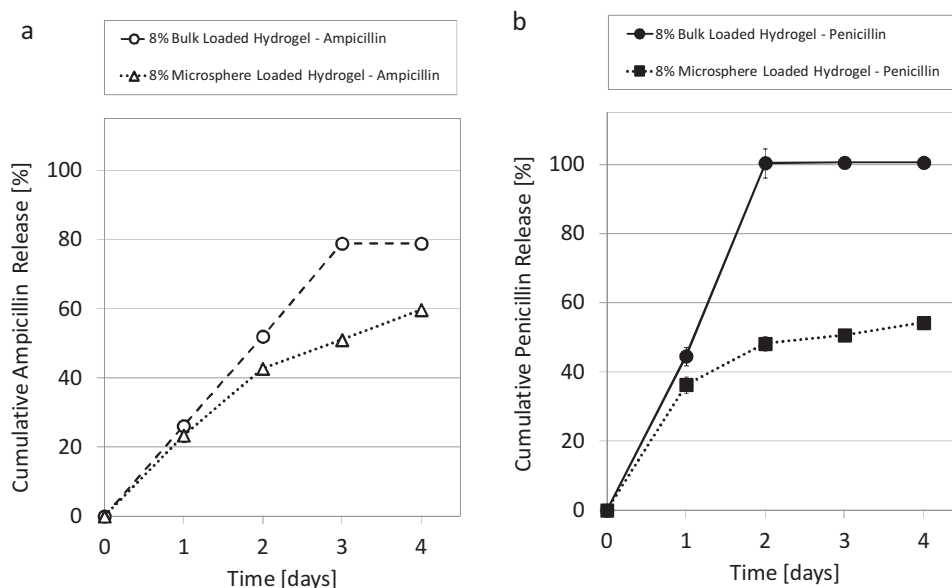 a
8% Bulk Loaded Hydrogel - Ampicillin
8% Microsphere Loaded Hydrogel - Ampicillin
Cumulative Ampicillin Release [%]
100
80
60
40
20
0
0 1 2 3 4
Time [days]
b
8% Bulk Loaded Hydrogel - Penicillin
8% Microsphere Loaded Hydrogel - Penicillin
Cumulative Penicillin Release [%]
100
80
60
40
20
0
0 1 2 3 4
Time [days]